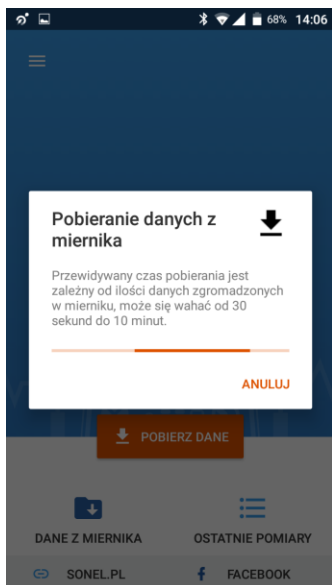 68% 14:06
Pobieranie danych z
miernika
Przewidywany czas pobierania jest
zależny od ilości danych zgromadzonych
w mierniku, może się wahać od 30
sekund do 10 minut.
ANULUJ
POBIERZ DANE
DANE Z MIERNIKA
OSTATNIE POMIARY
SONEL.PL
FACEBOOK